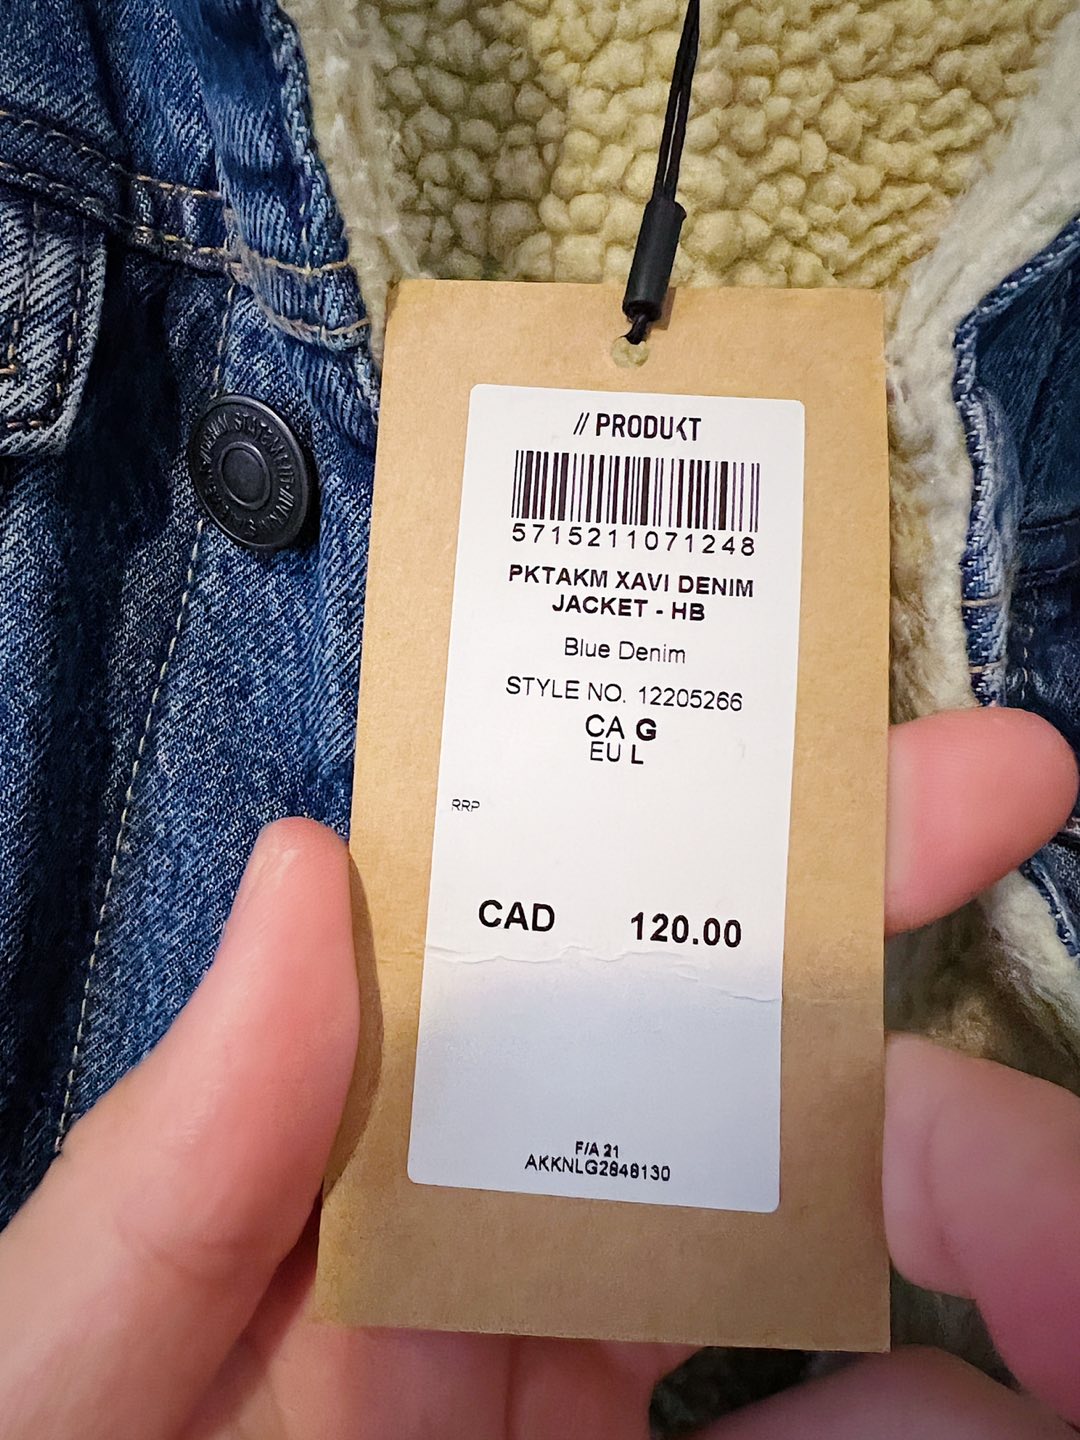 // PRODUKT
5715211071248
PKTAKM XAVI DENIM
JACKET - HB
Blue Denim
STYLE NO. 12205266
CA G
EU L
RRP
CAD 120.00
F/A 21
AKKNLG2848130